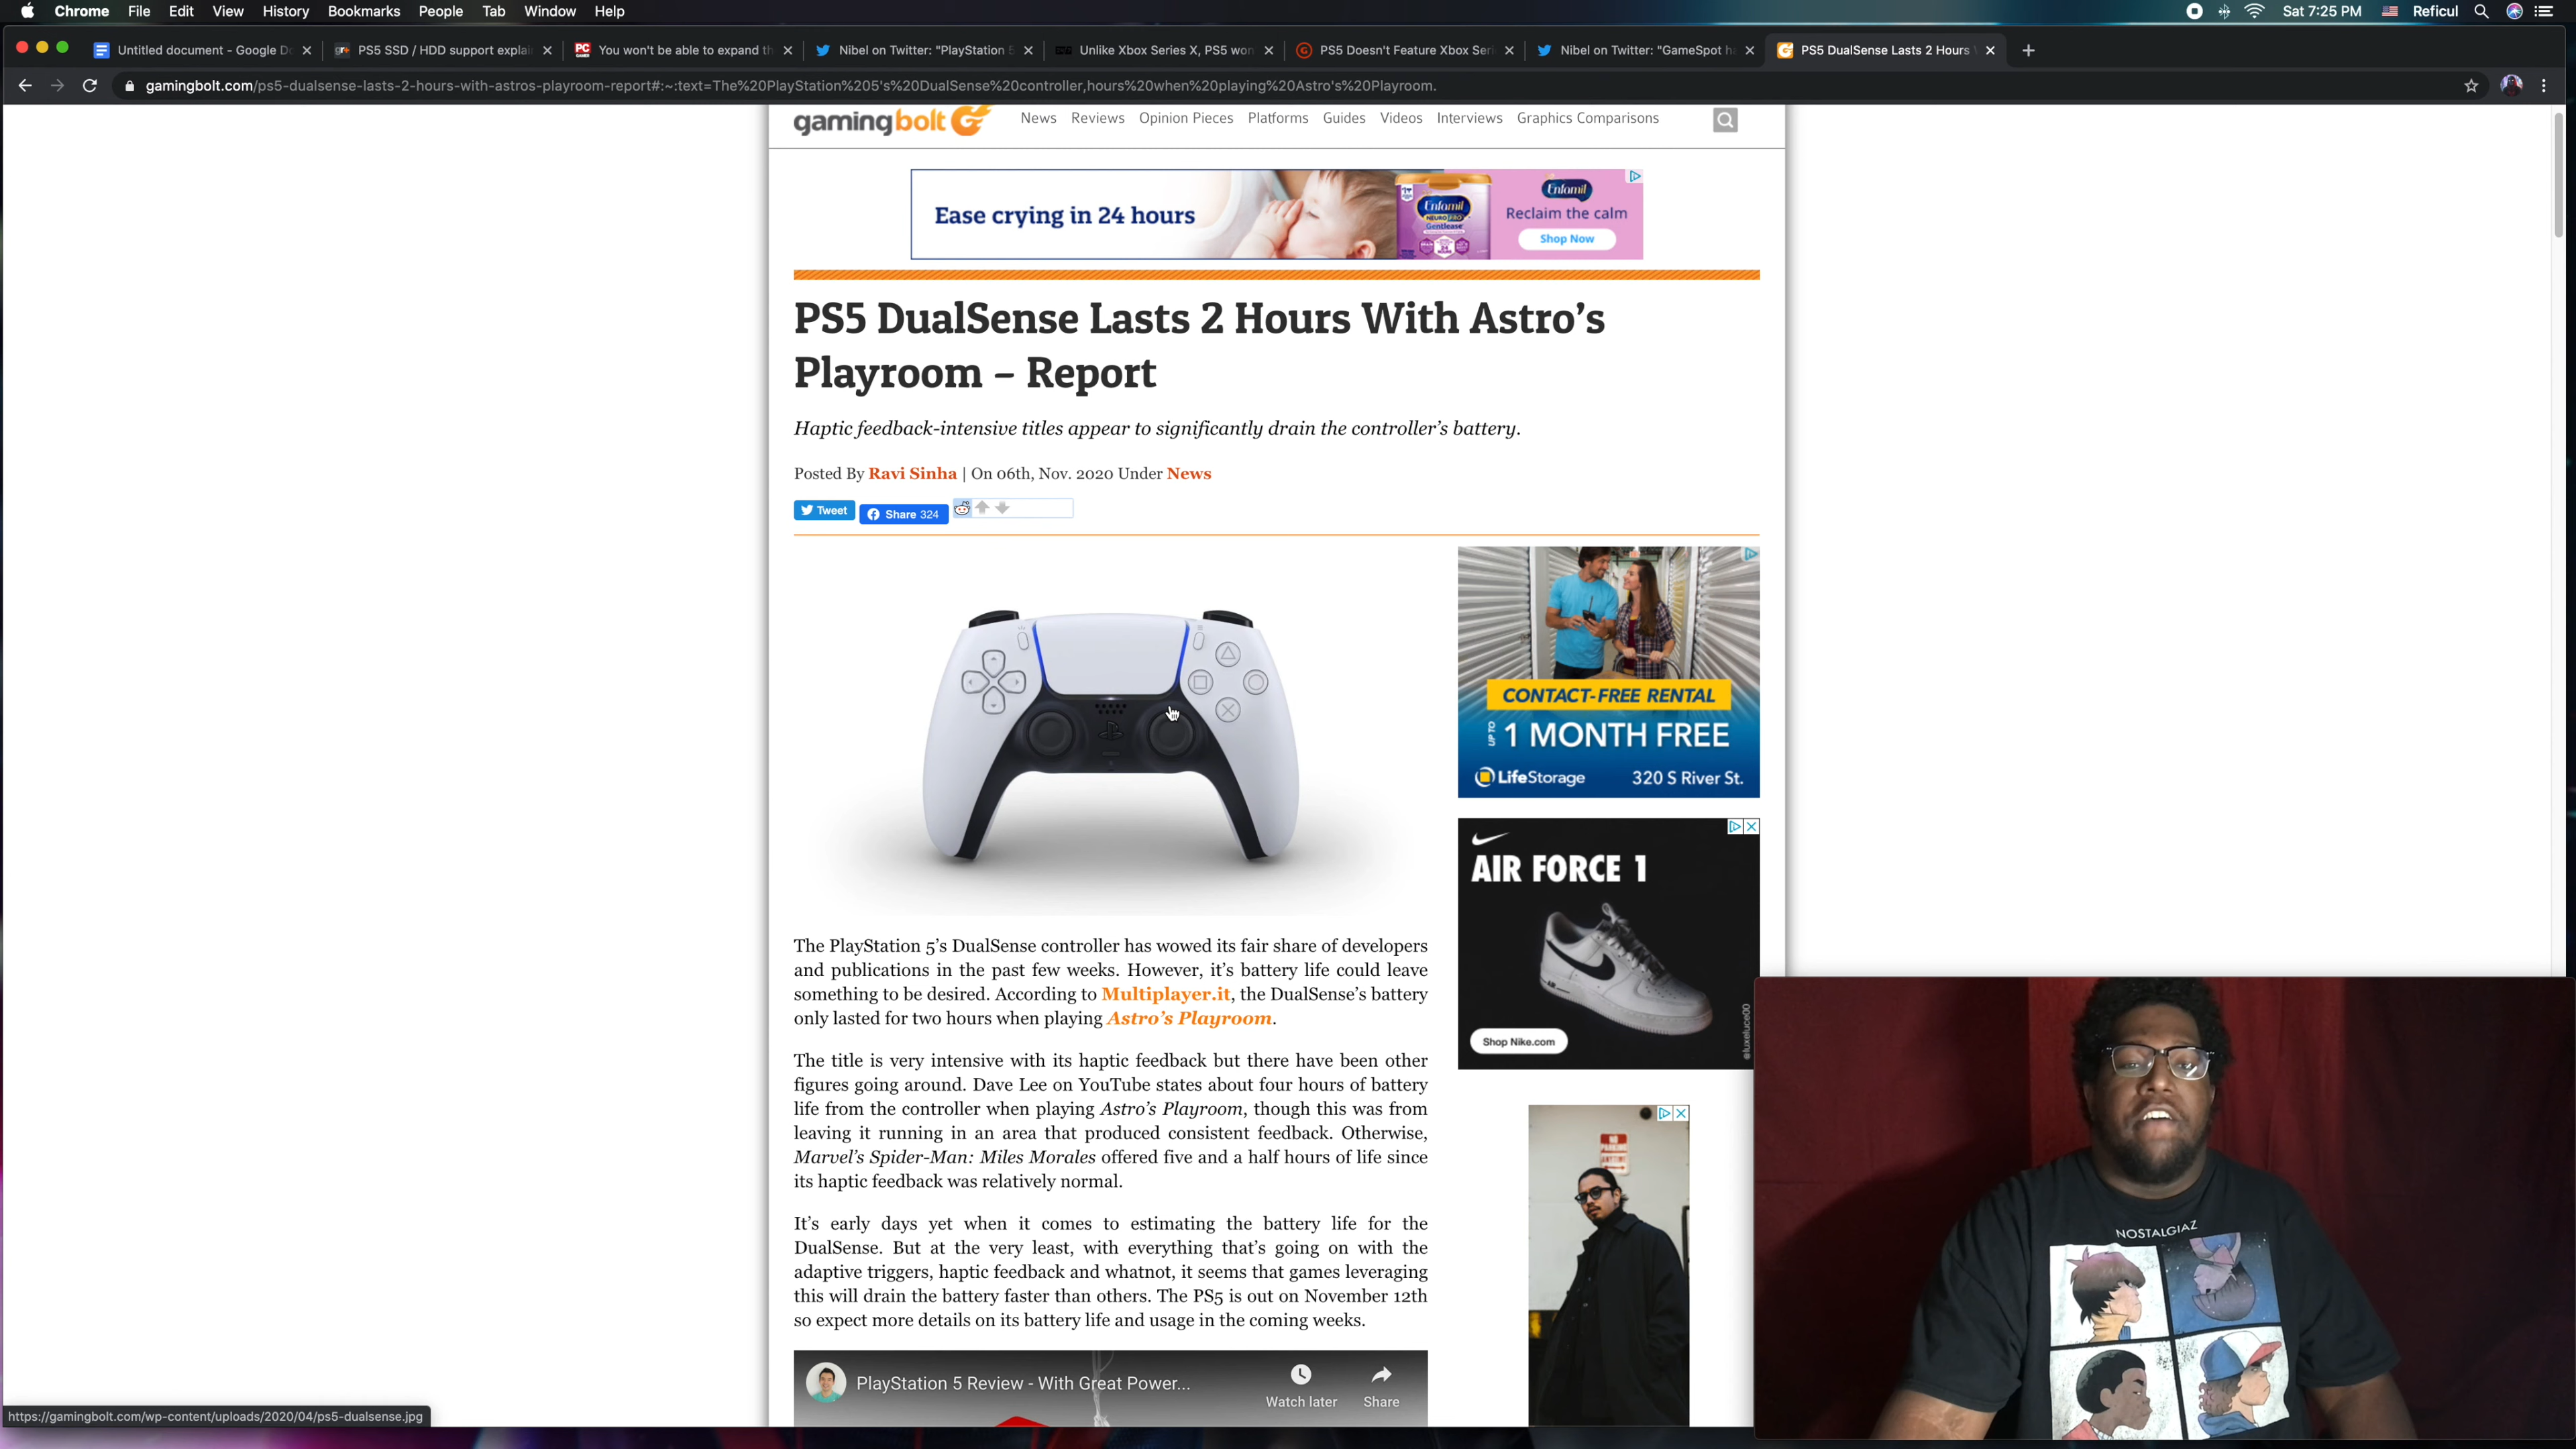 Chrome File Edit View History Bookmarks People Tab Window Help
Sat 7:25 PM Reficul
Untitled document - Google Do
PS5 SSD / HDD support explai
PC GAMER You won't be able to expand th
Nibel on Twitter: "PlayStation 5
Unlike Xbox Series X, PS5 won
PS5 Doesn't Feature Xbox Seri
Nibel on Twitter: "GameSpot ha
PS5 DualSense Lasts 2 Hours
gamingbolt.com/ps5-dualsense-lasts-2-hours-with-astros-playroom-report#:~:text=The%20PlayStation%205's%20DualSense%20controller,hours%20when%20playing%20Astro's%20Playroom.
gamingbolt
News Reviews Opinion Pieces Platforms Guides Videos Interviews Graphics Comparisons
Ease crying in 24 hours
Enfamil
NEUROPRO
Gentlease
Enfamil
Reclaim the calm
Shop Now
PS5 DualSense Lasts 2 Hours With Astro's
Playroom – Report
Haptic feedback-intensive titles appear to significantly drain the controller's battery.
Posted By Ravi Sinha | On 06th, Nov. 2020 Under News
Tweet
Share 324
CONTACT-FREE RENTAL
UP TO 1 MONTH FREE
LifeStorage 320 S River St.
AIR FORCE 1
Shop Nike.com
@luxeluce00
The PlayStation 5's DualSense controller has wowed its fair share of developers
and publications in the past few weeks. However, it's battery life could leave
something to be desired. According to Multiplayer.it, the DualSense's battery
only lasted for two hours when playing Astro's Playroom.
The title is very intensive with its haptic feedback but there have been other
figures going around. Dave Lee on YouTube states about four hours of battery
life from the controller when playing Astro's Playroom, though this was from
leaving it running in an area that produced consistent feedback. Otherwise,
Marvel's Spider-Man: Miles Morales offered five and a half hours of life since
its haptic feedback was relatively normal.
It's early days yet when it comes to estimating the battery life for the
DualSense. But at the very least, with everything that's going on with the
adaptive triggers, haptic feedback and whatnot, it seems that games leveraging
this will drain the battery faster than others. The PS5 is out on November 12th
so expect more details on its battery life and usage in the coming weeks.
PlayStation 5 Review - With Great Power...
Watch later
Share
NOSTALGIAZ
https://gamingbolt.com/wp-content/uploads/2020/04/ps5-dualsense.jpg